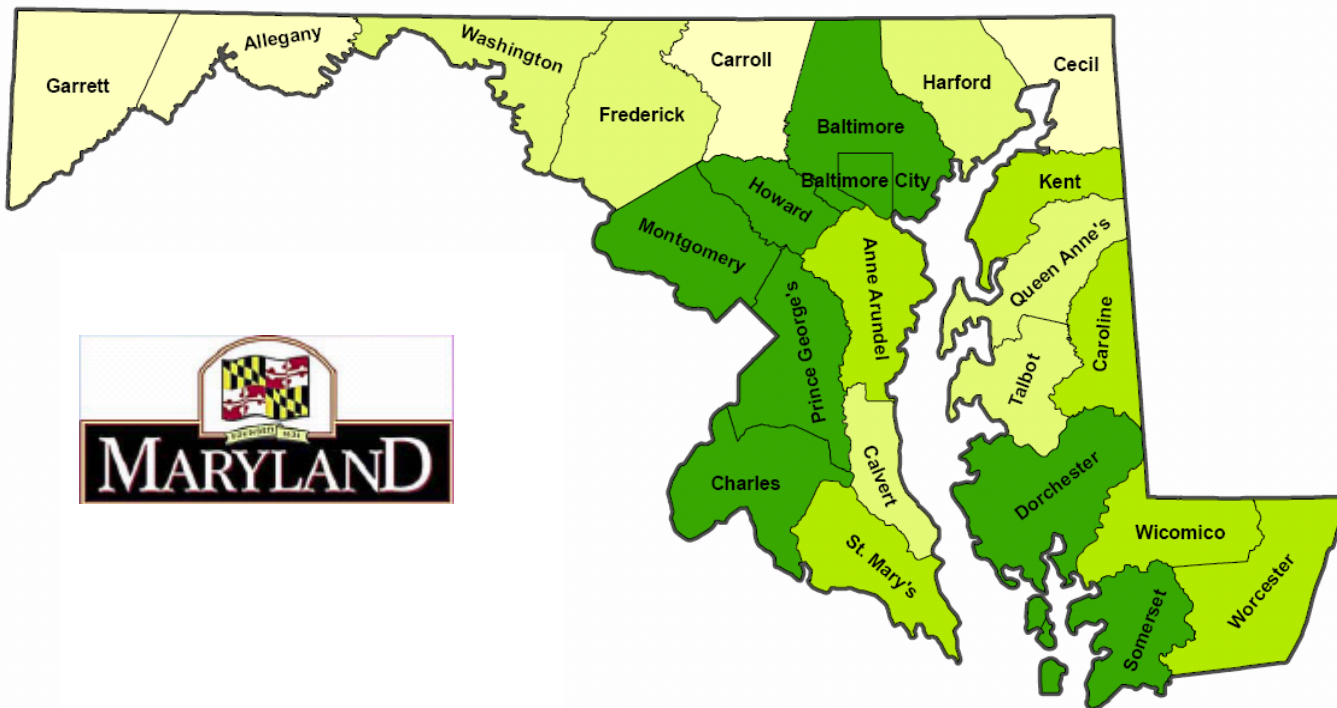 Garrett
Allegany
Washington
Frederick
Carroll
Baltimore
Harford
Cecil
Baltimore City
Howard
Montgomery
Kent
Queen Anne's
Anne Arundel
Prince George's
Caroline
Talbot
Charles
Calvert
St. Mary's
Dorchester
Wicomico
Worcester
Somerset
MARYLAND